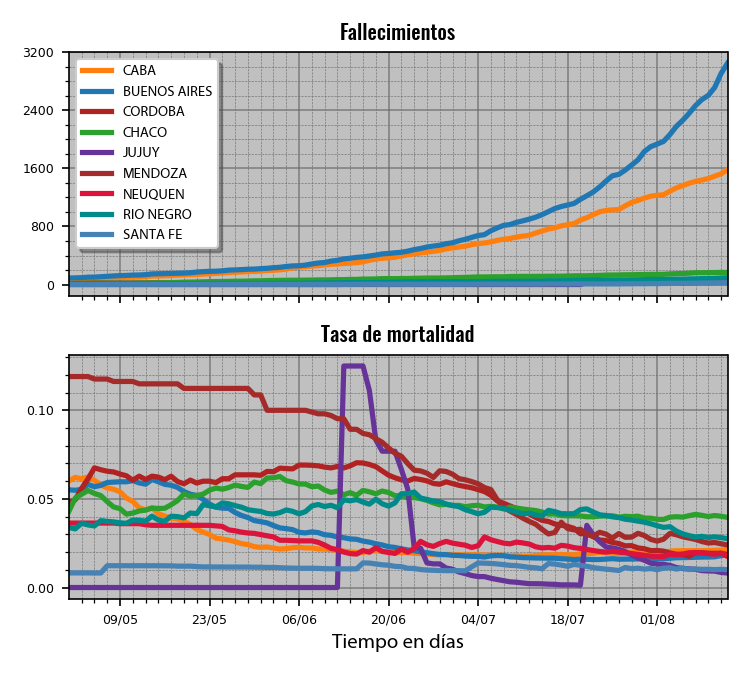 Fallecimientos
3200
2400
1600
800
0
CABA
BUENOS AIRES
CORDOBA
CHACO
JUJUY
MENDOZA
NEUQUEN
RIO NEGRO
SANTA FE
Tasa de mortalidad
0.10
0.05
0.00
09/05 23/05 06/06 20/06 04/07 18/07 01/08
Tiempo en días